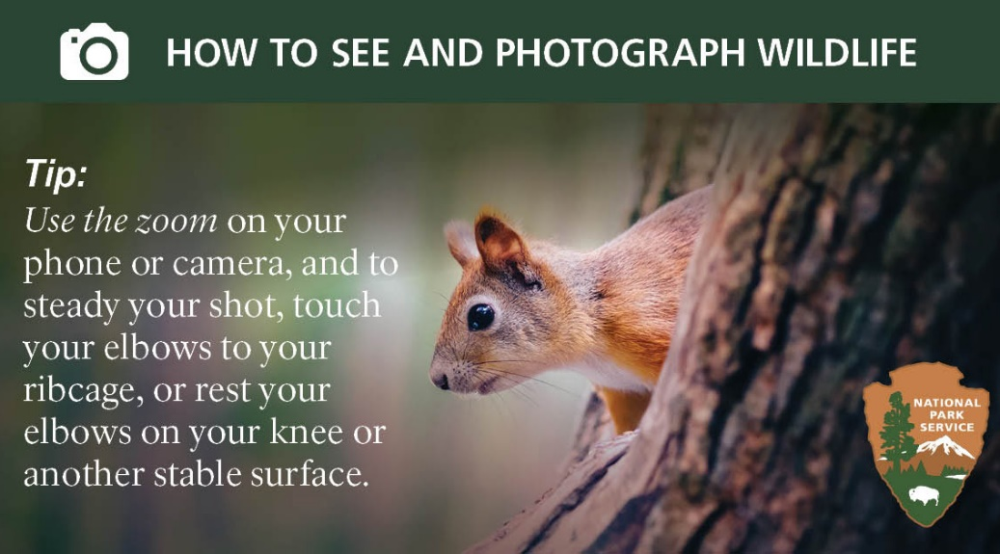 HOW TO SEE AND PHOTOGRAPH WILDLIFE
Tip:
Use the zoom on your
phone or camera, and to
steady your shot, touch
your elbows to your
ribcage, or rest your
elbows on your knee or
another stable surface.
NATIONAL
PARK
SERVICE